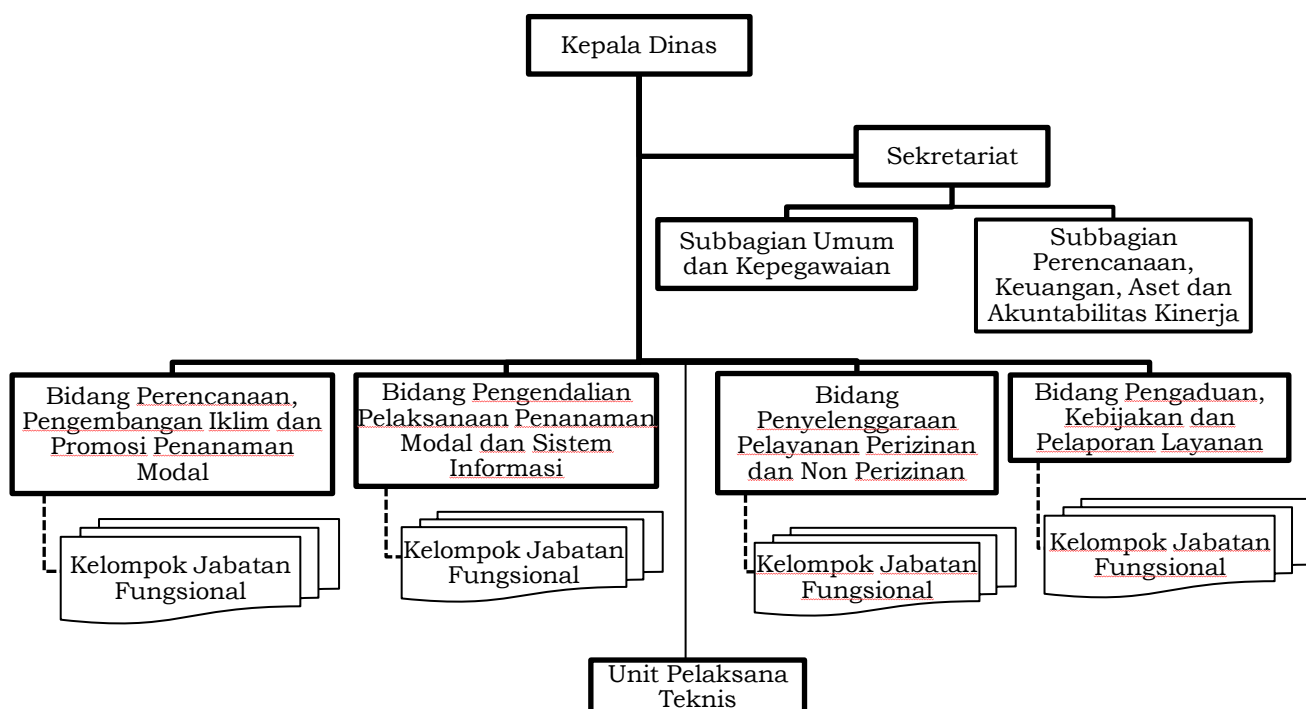 Kepala Dinas
Sekretariat
Subbagian Umum
dan Kepegawaian
Subbagian
Perencanaan,
Keuangan, Aset dan
Akuntabilitas Kinerja
Bidang Perencanaan,
Pengembangan Iklim dan
Promosi Penanaman
Modal
Bidang Pengendalian
Pelaksanaan Penanaman
Modal dan Sistem
Informasi
Bidang
Penyelenggaraan
Pelayanan Perizinan
dan Non Perizinan
Bidang Pengaduan,
Kebijakan dan
Pelaporan Layanan
Kelompok Jabatan
Fungsional
Kelompok Jabatan
Fungsional
Kelompok Jabatan
Fungsional
Kelompok Jabatan
Fungsional
Unit Pelaksana
Teknis